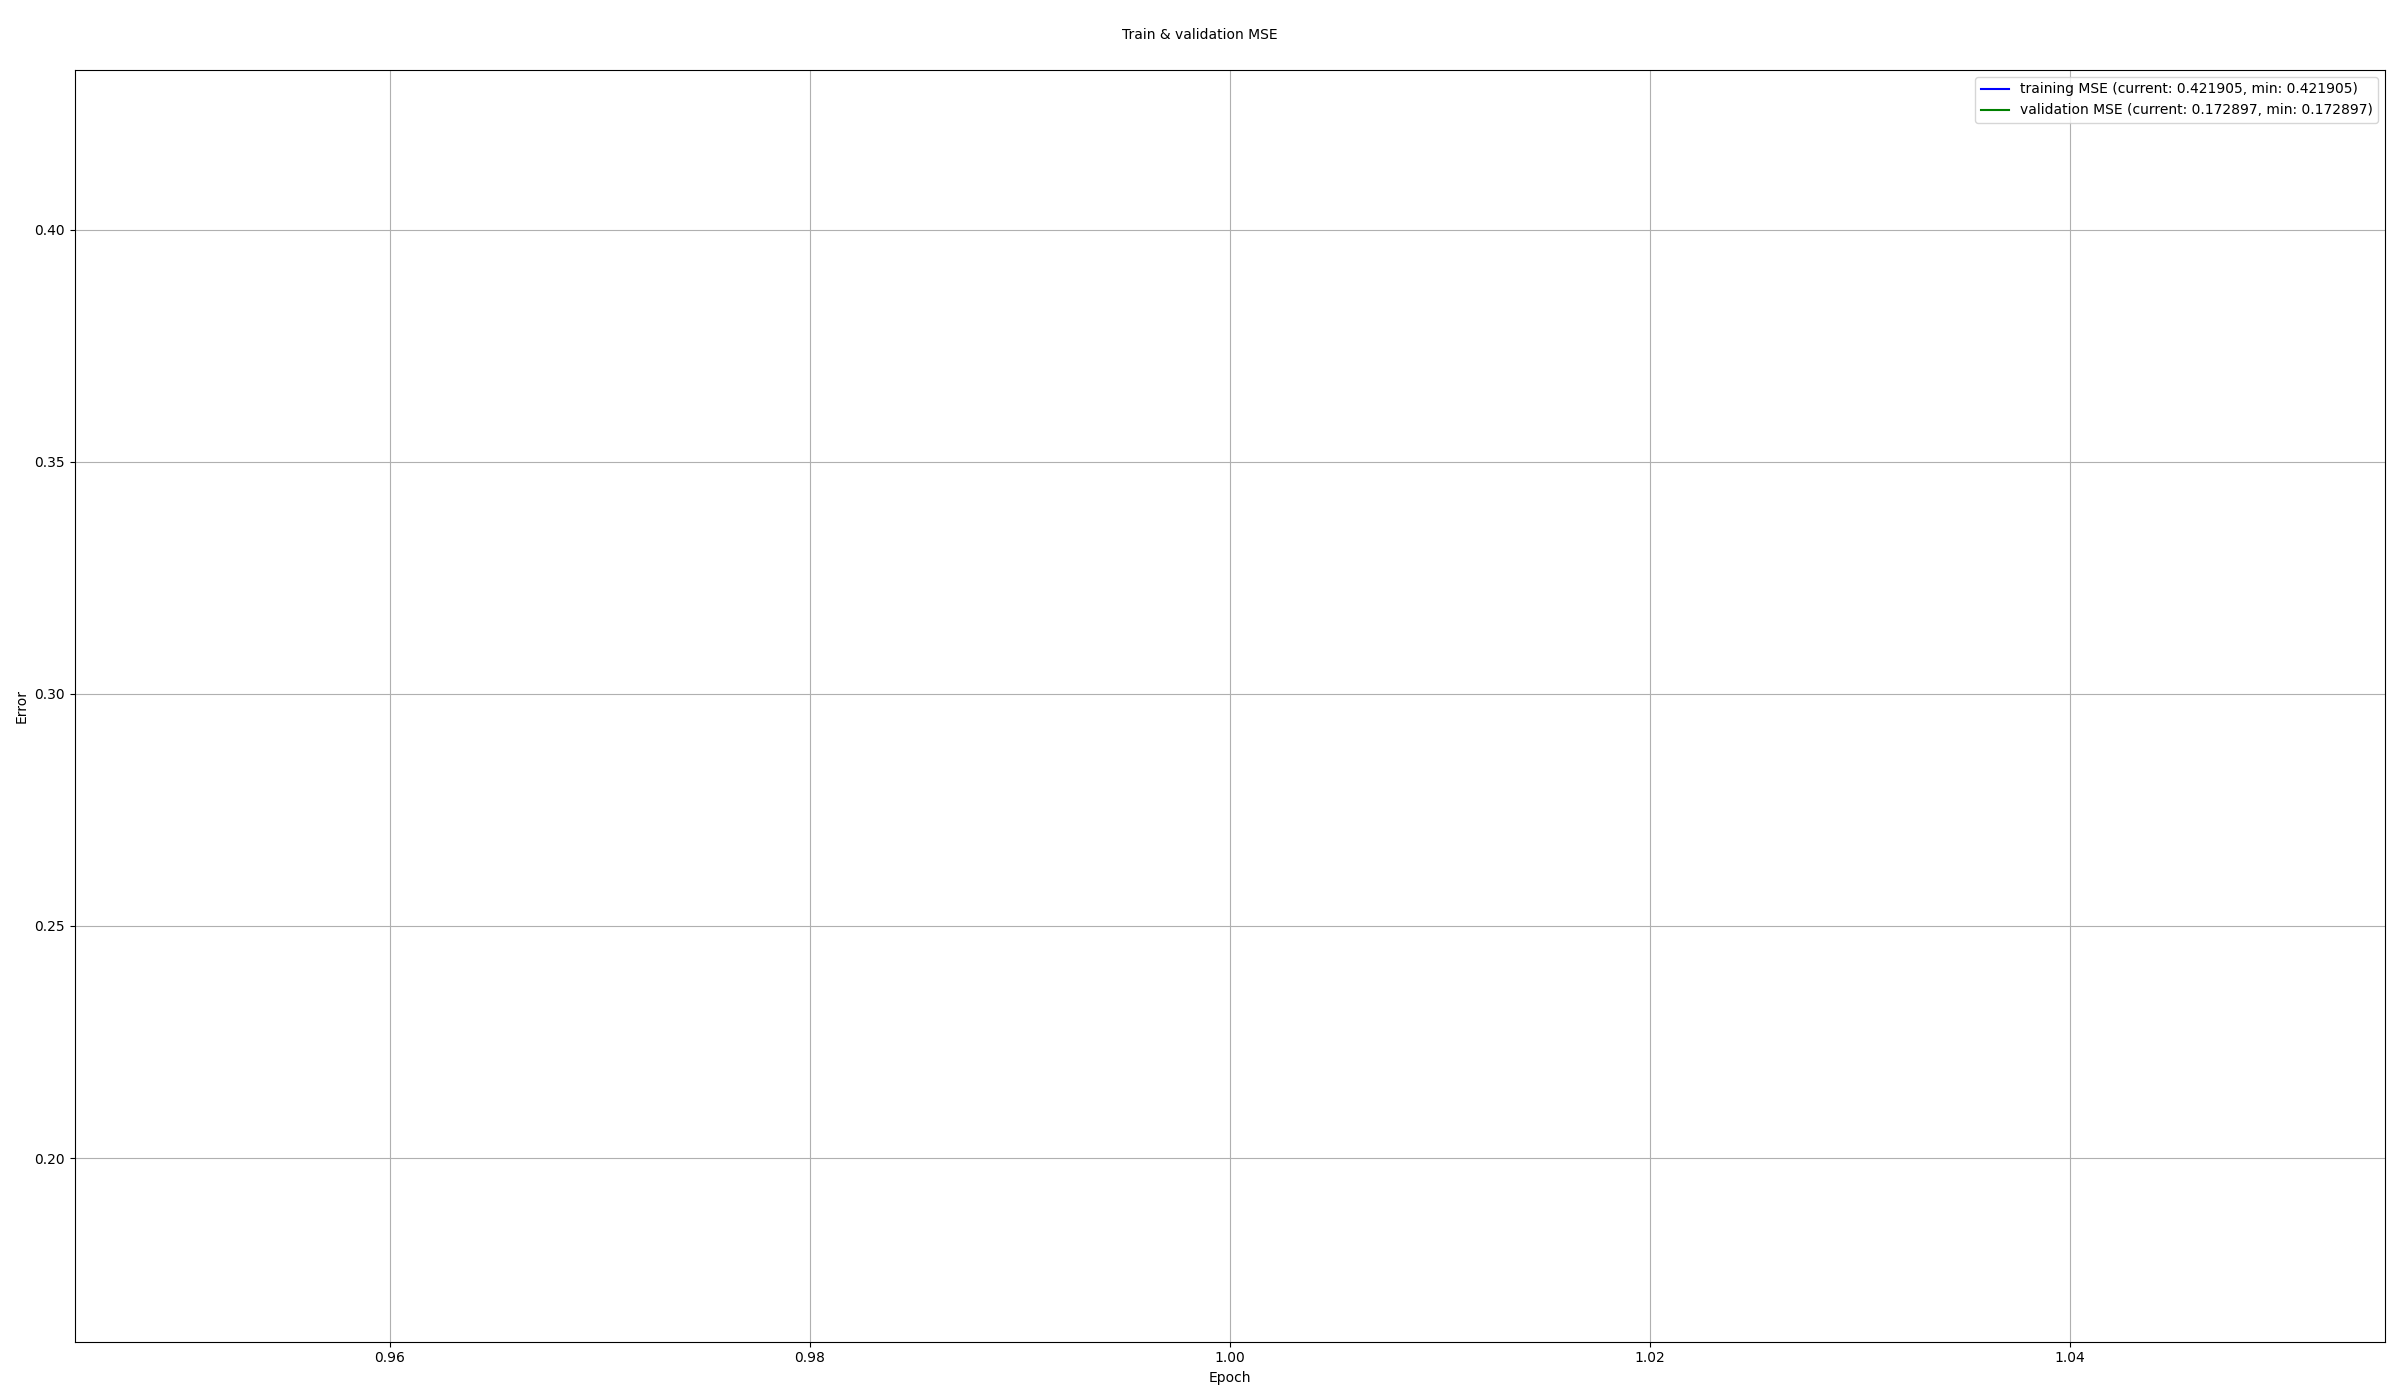 Train & validation MSE
training MSE (current: 0.421905, min: 0.421905)
validation MSE (current: 0.172897, min: 0.172897)
0.40
0.35
0.30
0.25
0.20
Error
0.96 0.98 1.00 1.02 1.04
Epoch